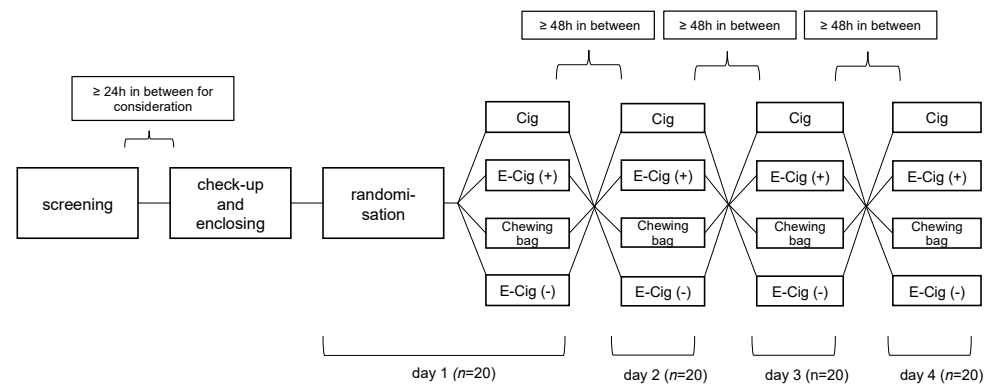 ≥ 48h in between
≥ 48h in between
≥ 48h in between
≥ 24h in between for
consideration
screening
check-up
and
enclosing
randomi-
sation
Cig
E-Cig (+)
Chewing
bag
E-Cig (-)
Cig
E-Cig (+)
Chewing
bag
E-Cig (-)
Cig
E-Cig (+)
Chewing
bag
E-Cig (-)
Cig
E-Cig (+)
Chewing
bag
E-Cig (-)
day 1 (n=20)
day 2 (n=20)
day 3 (n=20)
day 4 (n=20)